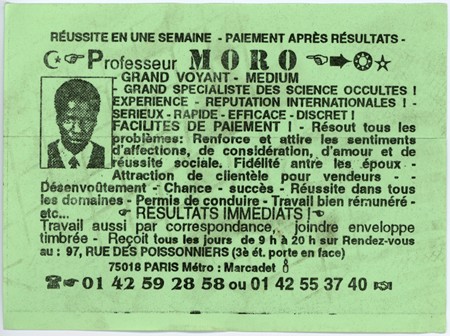 RÉUSSITE EN UNE SEMAINE - PAIEMENT APRÈS RÉSULTATS -
Professeur MORO
- GRAND VOYANT - MEDIUM
- GRAND SPECIALISTE DES SCIENCE OCCULTES !
EXPERIENCE - REPUTATION INTERNATIONALES ! -
SERIEUX - RAPIDE - EFFICACE - DISCRET !
FACILITES DE PAIEMENT ! - Résout tous les
problèmes: Renforce et attire les sentiments
d'affections, de considération, d'amour et de
réussite sociale. Fidélité antre les époux -
Attraction de clientèle pour vendeurs - -
Désenvoûtement - Chance - succès - Réussite dans tous
les domaines - Permis de conduire - Travail bien rémunéré -
etc... RESULTATS IMMEDIATS !
Travail aussi par correspondance, joindre enveloppe
timbrée - Reçoit tous les jours de 9 h à 20 h sur Rendez-vous
au : 97, RUE DES POISSONNIERS (3è ét. porte en face)
75018 PARIS Métro : Marcadet
01 42 59 28 58 ou 01 42 55 37 40